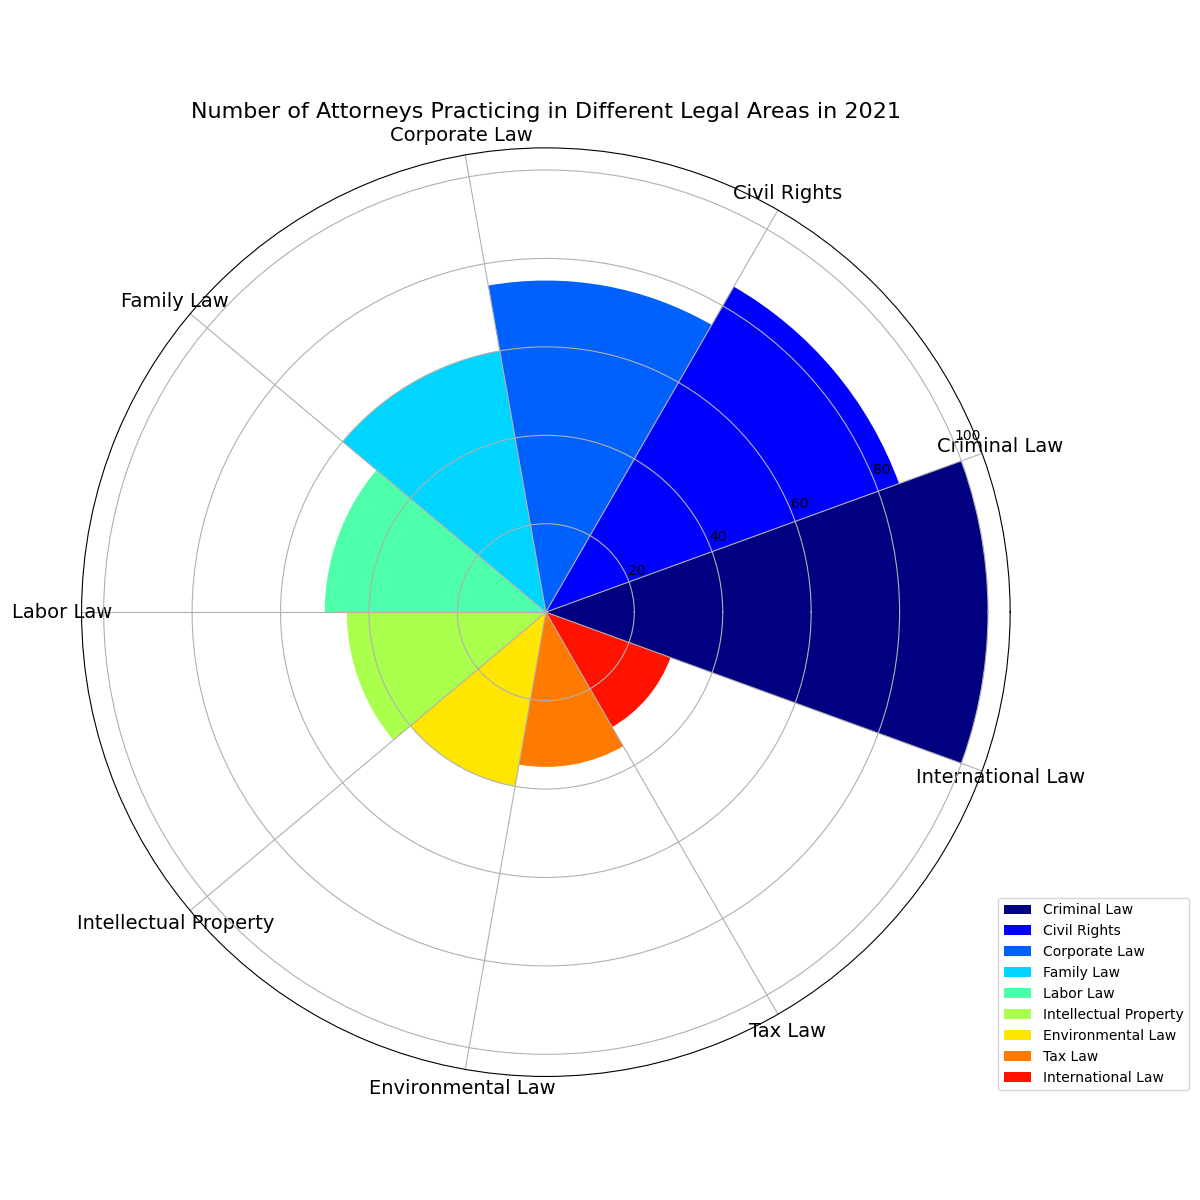 Number of Attorneys Practicing in Different Legal Areas in 2021
Corporate Law
Civil Rights
Family Law
Criminal Law
100
80
60
40
20
Labor Law
International Law
Intellectual Property
Tax Law
Environmental Law
Criminal Law
Civil Rights
Corporate Law
Family Law
Labor Law
Intellectual Property
Environmental Law
Tax Law
International Law